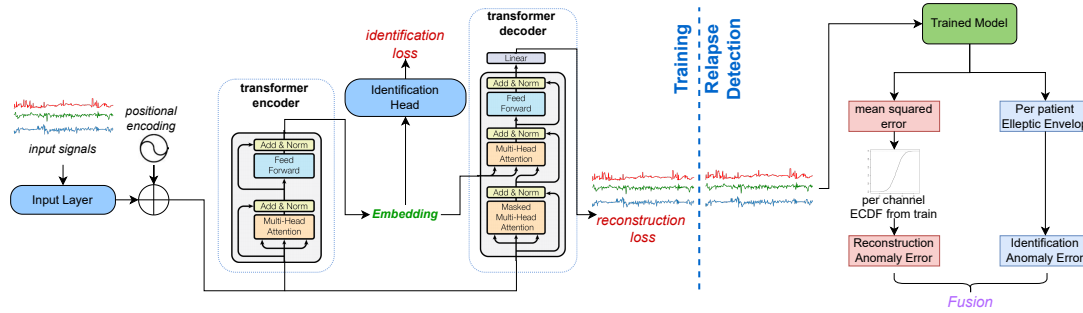 input signals
positional
encoding
Input Layer
transformer
encoder
Add & Norm
Feed
Forward
Add & Norm
Multi-Head
Attention
identification
loss
Identification
Head
Embedding
transformer
decoder
Linear
Add & Norm
Feed
Forward
Add & Norm
Multi-Head
Attention
Add & Norm
Masked
Multi-Head
Attention
reconstruction
loss
Training
Relapse
Detection
Trained Model
mean squared
error
per channel
ECDF from train
Reconstruction
Anomaly Error
Per patient
Elleptic Envelop
Identification
Anomaly Error
Fusion